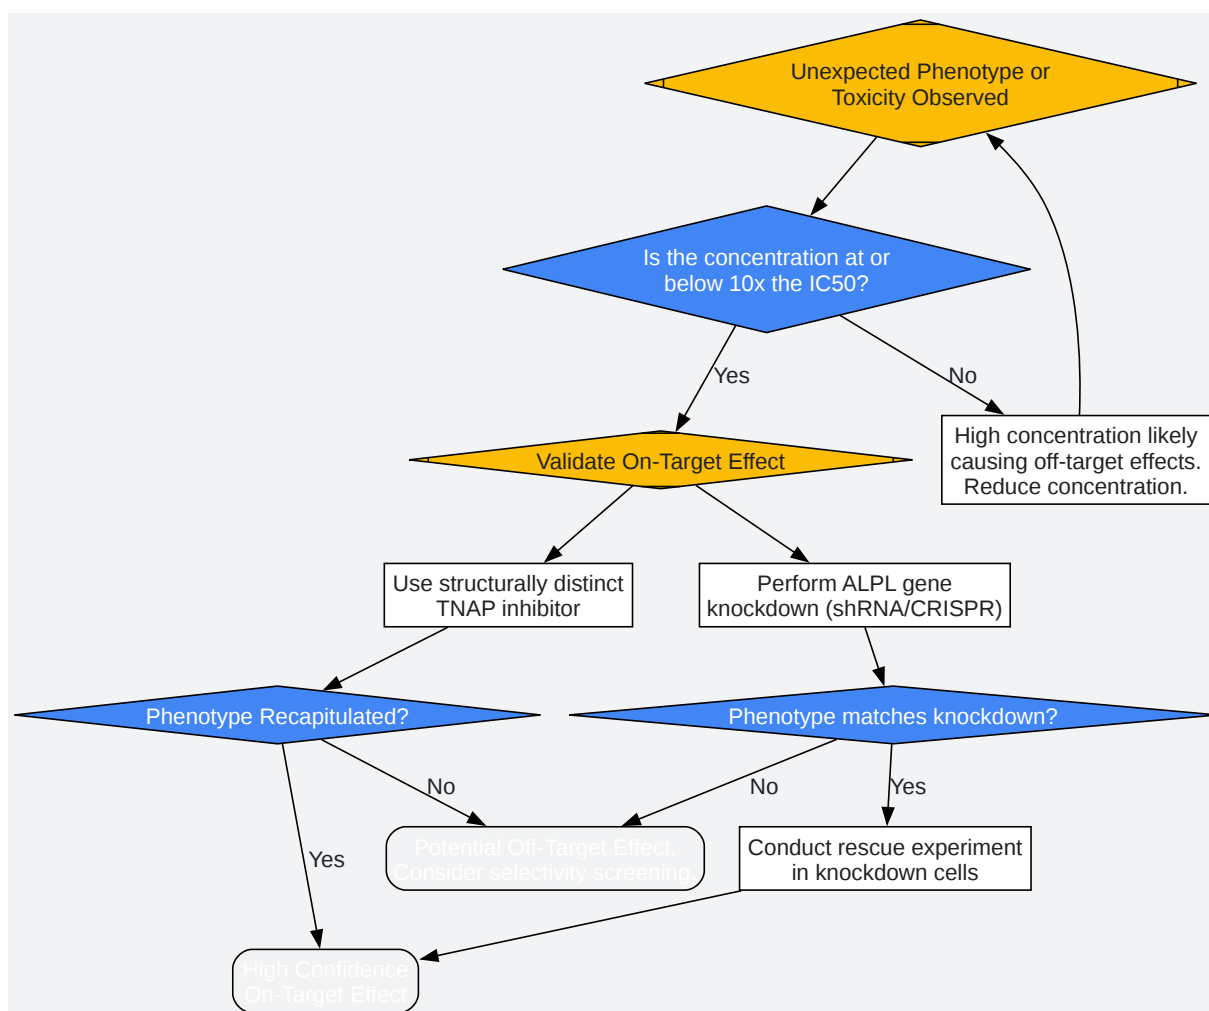 Unexpected Phenotype or
Toxicity Observed
Is the concentration at or
below 10x the IC50?
Yes
No
High concentration likely
causing off-target effects.
Reduce concentration.
Validate On-Target Effect
Use structurally distinct
TNAP inhibitor
Perform ALPL gene
knockdown (shRNA/CRISPR)
Phenotype Recapitulated?
Phenotype matches knockdown?
No
No
Yes
Potential Off-Target Effect.
Consider selectivity screening.
Conduct rescue experiment
in knockdown cells
Yes
High Confidence
On-Target Effect